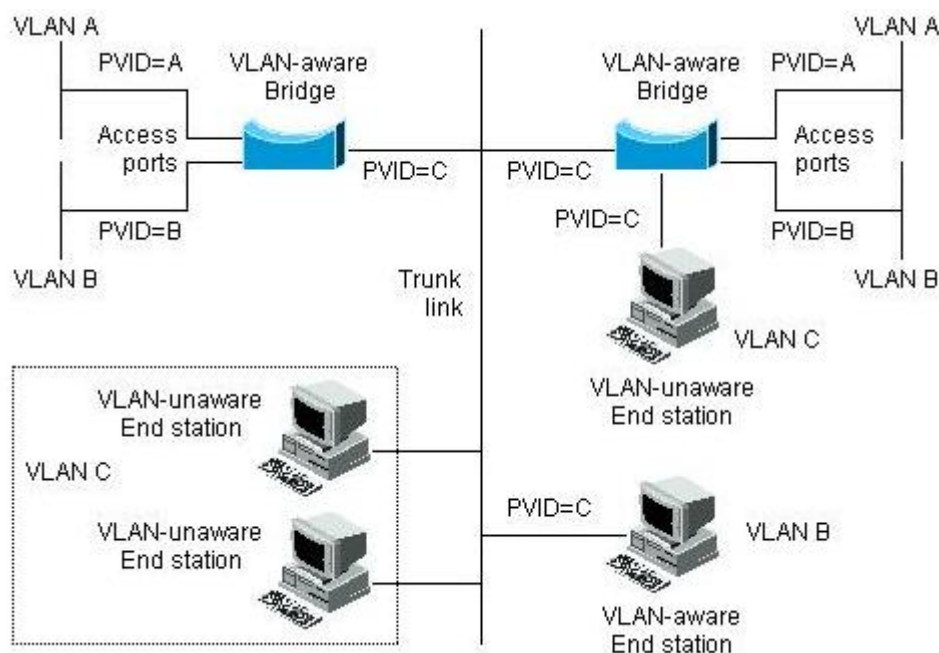 VLAN A
PVID=A
VLAN-aware
Bridge
Access
ports
PVID=C
PVID=B
VLAN B
VLAN-aware
Bridge
PVID=A
VLAN A
Access
ports
PVID=C
PVID=C
PVID=B
VLAN B
Trunk
link
VLAN C
VLAN-unaware
End station
VLAN-unaware
End station
VLAN C
VLAN-unaware
End station
PVID=C
VLAN B
VLAN-aware
End station